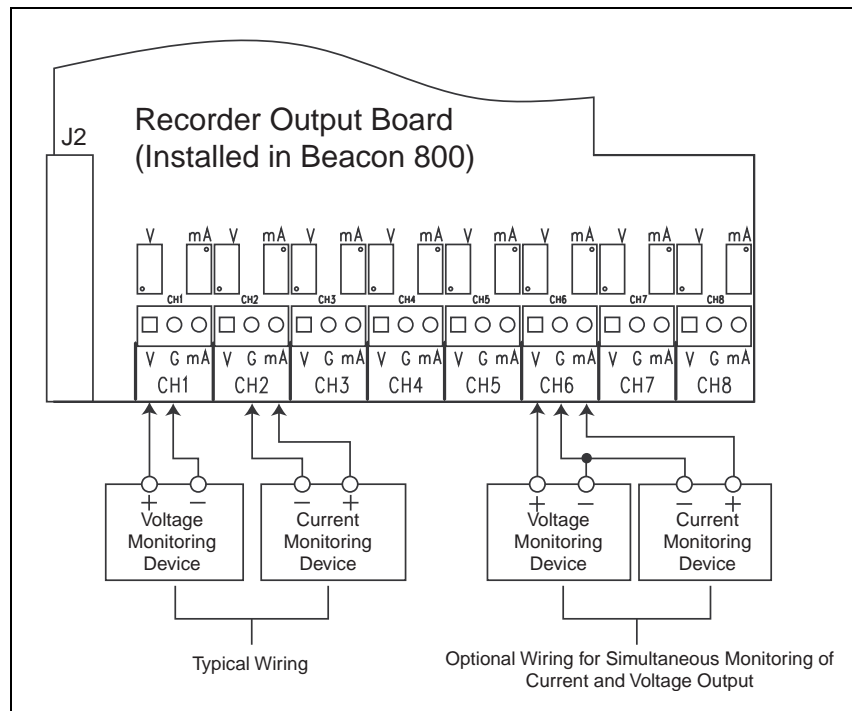 J2
Recorder Output Board
(Installed in Beacon 800)
V mA V mA V mA V mA V mA V mA V mA V mA
CH1 CH2 CH3 CH4 CH5 CH6 CH7 CH8
V G mA V G mA V G mA V G mA V G mA V G mA V G mA V G mA
CH1 CH2 CH3 CH4 CH5 CH6 CH7 CH8
+ − − + + − − +
Voltage Current Voltage Current
Monitoring Monitoring Monitoring Monitoring
Device Device Device Device
Typical Wiring
Optional Wiring for Simultaneous Monitoring of
Current and Voltage Output